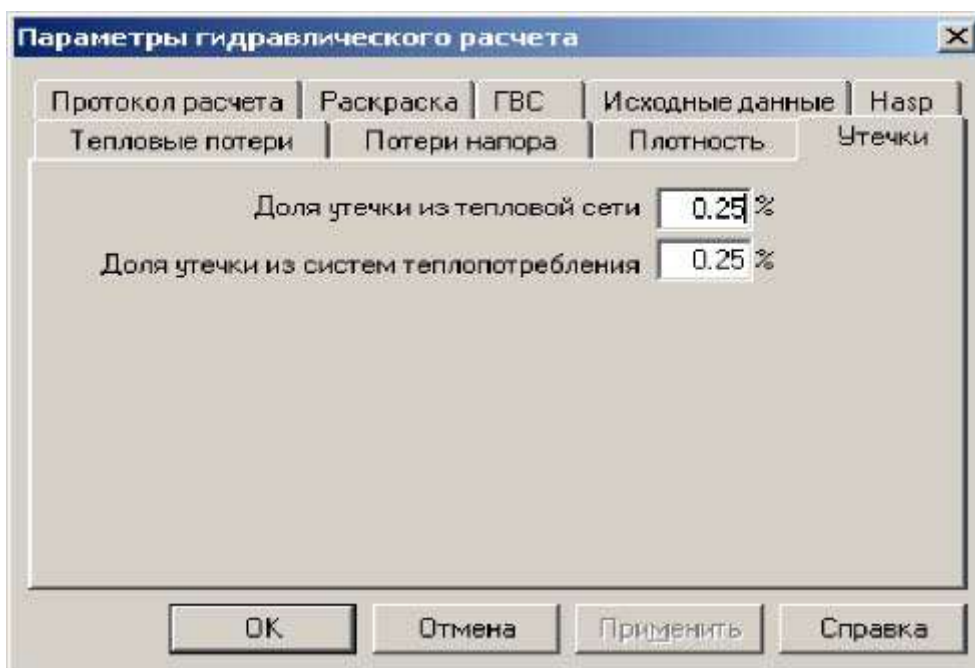 Параметры гидравлического расчета
Протокол расчета Раскраска ГВС Исходные данные Hasp
Тепловые потери Потери напора Плотность Утечки
Доля утечки из тепловой сети 0.25 %
Доля утечки из систем теплопотребления 0.25 %
OK Отмена Применить Справка